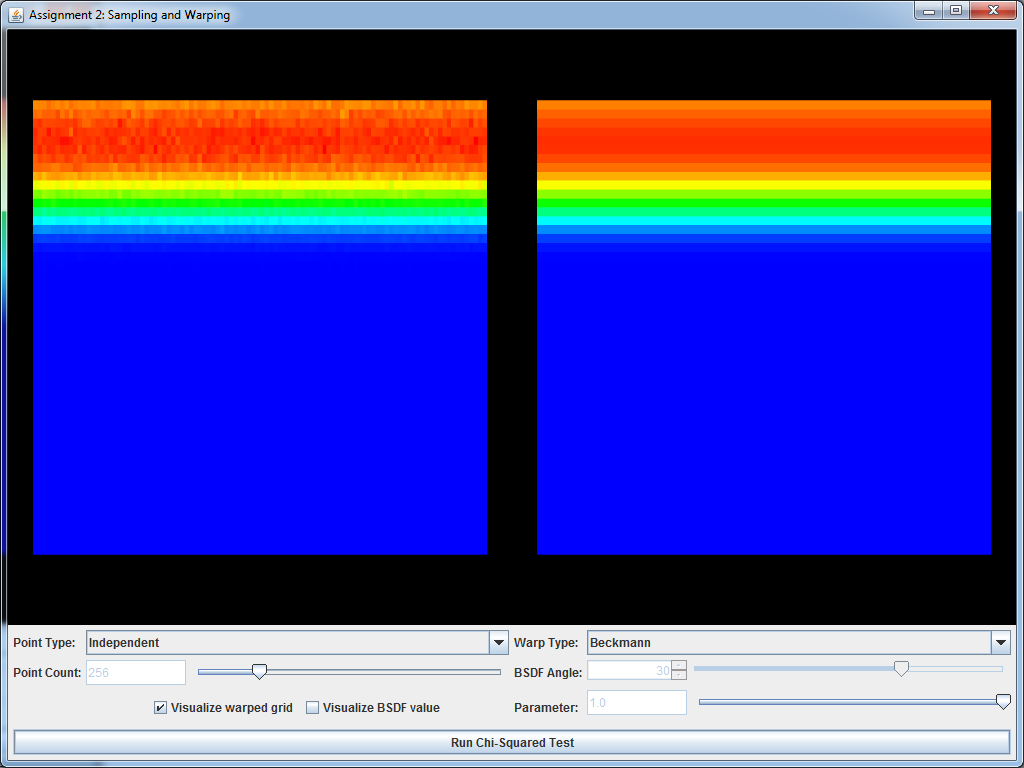 Assignment 2: Sampling and Warping
Point Type: Independent Warp Type: Beckmann
Point Count: 256 BSDF Angle: 30
Visualize warped grid Visualize BSDF value Parameter: 1.0
Run Chi-Squared Test